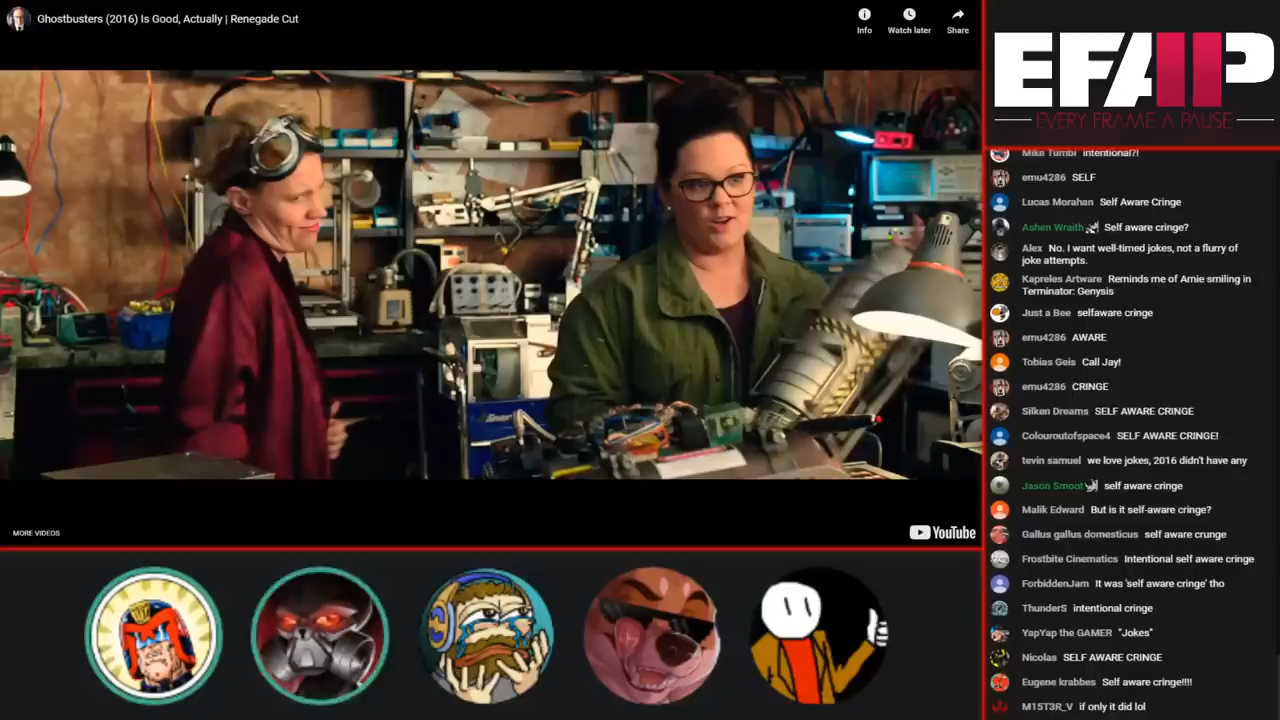 Ghostbusters (2016) Is Good, Actually | Renegade Cut
Info
Watch later
Share
EFAP
EVERY FRAME A PAUSE
Mike Tumbi intentional?!
emu4286 SELF
Lucas Morahan Self Aware Cringe
Ashen Wraith Self aware cringe?
Alex No. I want well-timed jokes, not a flurry of
joke attempts.
Kapreles Artware Reminds me of Arnie smiling in
Terminator: Genysis
Just a Bee selfaware cringe
emu4286 AWARE
Tobias Geis Call Jay!
emu4286 CRINGE
Silken Dreams SELF AWARE CRINGE
Colouroutofspace4 SELF AWARE CRINGE!
tevin samuel we love jokes, 2016 didn't have any
Jason Smoot self aware cringe
Malik Edward But is it self-aware cringe?
Gallus gallus domesticus self aware crunge
Frostbite Cinematics Intentional self aware cringe
ForbiddenJam It was 'self aware cringe' tho
ThunderS intentional cringe
YapYap the GAMER "Jokes"
Nicolas SELF AWARE CRINGE
Eugene krabbes Self aware cringe!!!!
M15T3R_V if only it did lol
MORE VIDEOS
YouTube